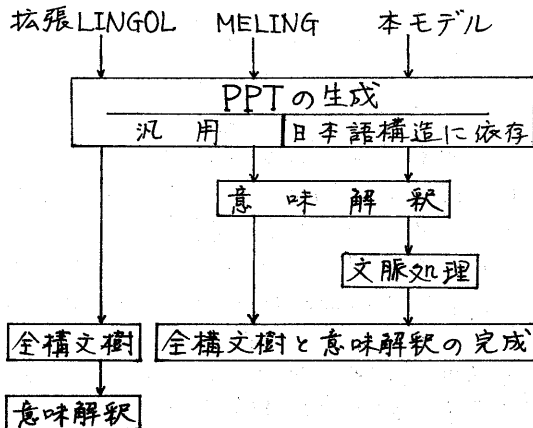 拡張LINGOL MELING 本モデル
PPTの生成
汎用 日本語構造に依存
意味解釈
文脈処理
全構文樹 全構文樹と意味解釈の完成
意味解釈